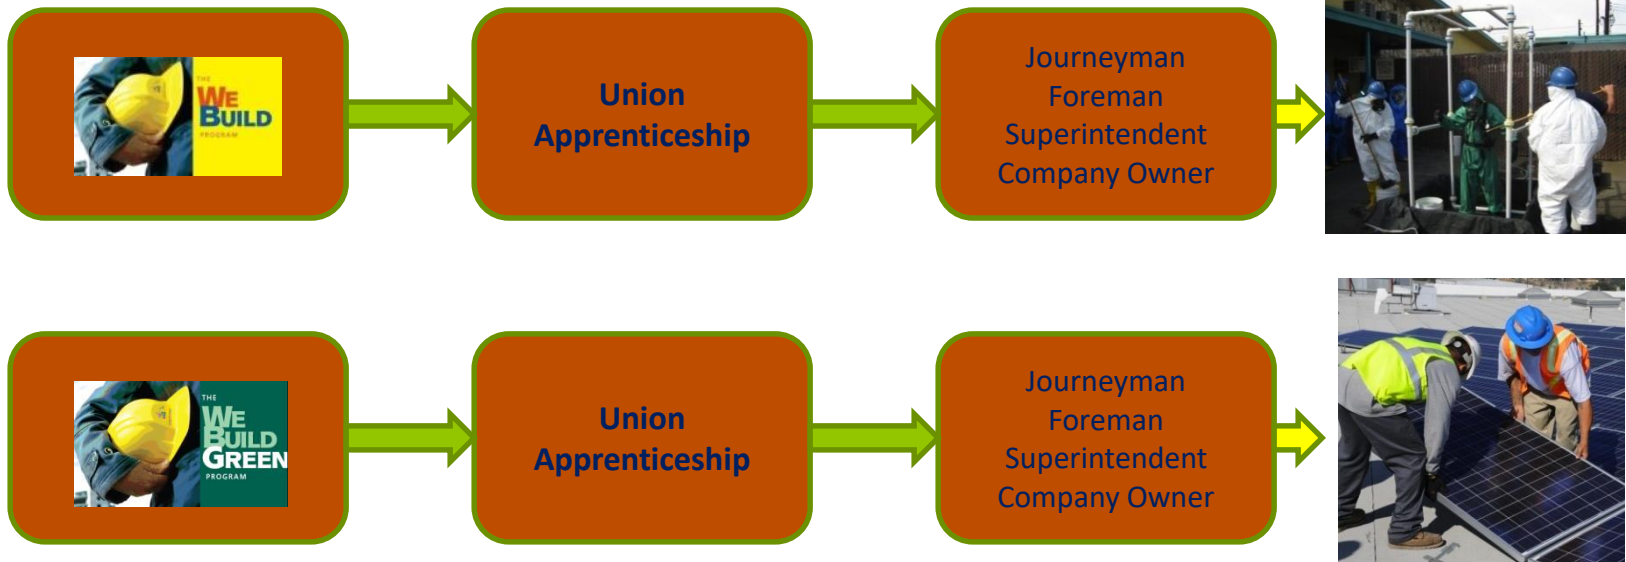 THE
WE
BUILD
PROGRAM
Union
Apprenticeship
Journeyman
Foreman
Superintendent
Company Owner
THE
WE
BUILD
GREEN
PROGRAM
Union
Apprenticeship
Journeyman
Foreman
Superintendent
Company Owner